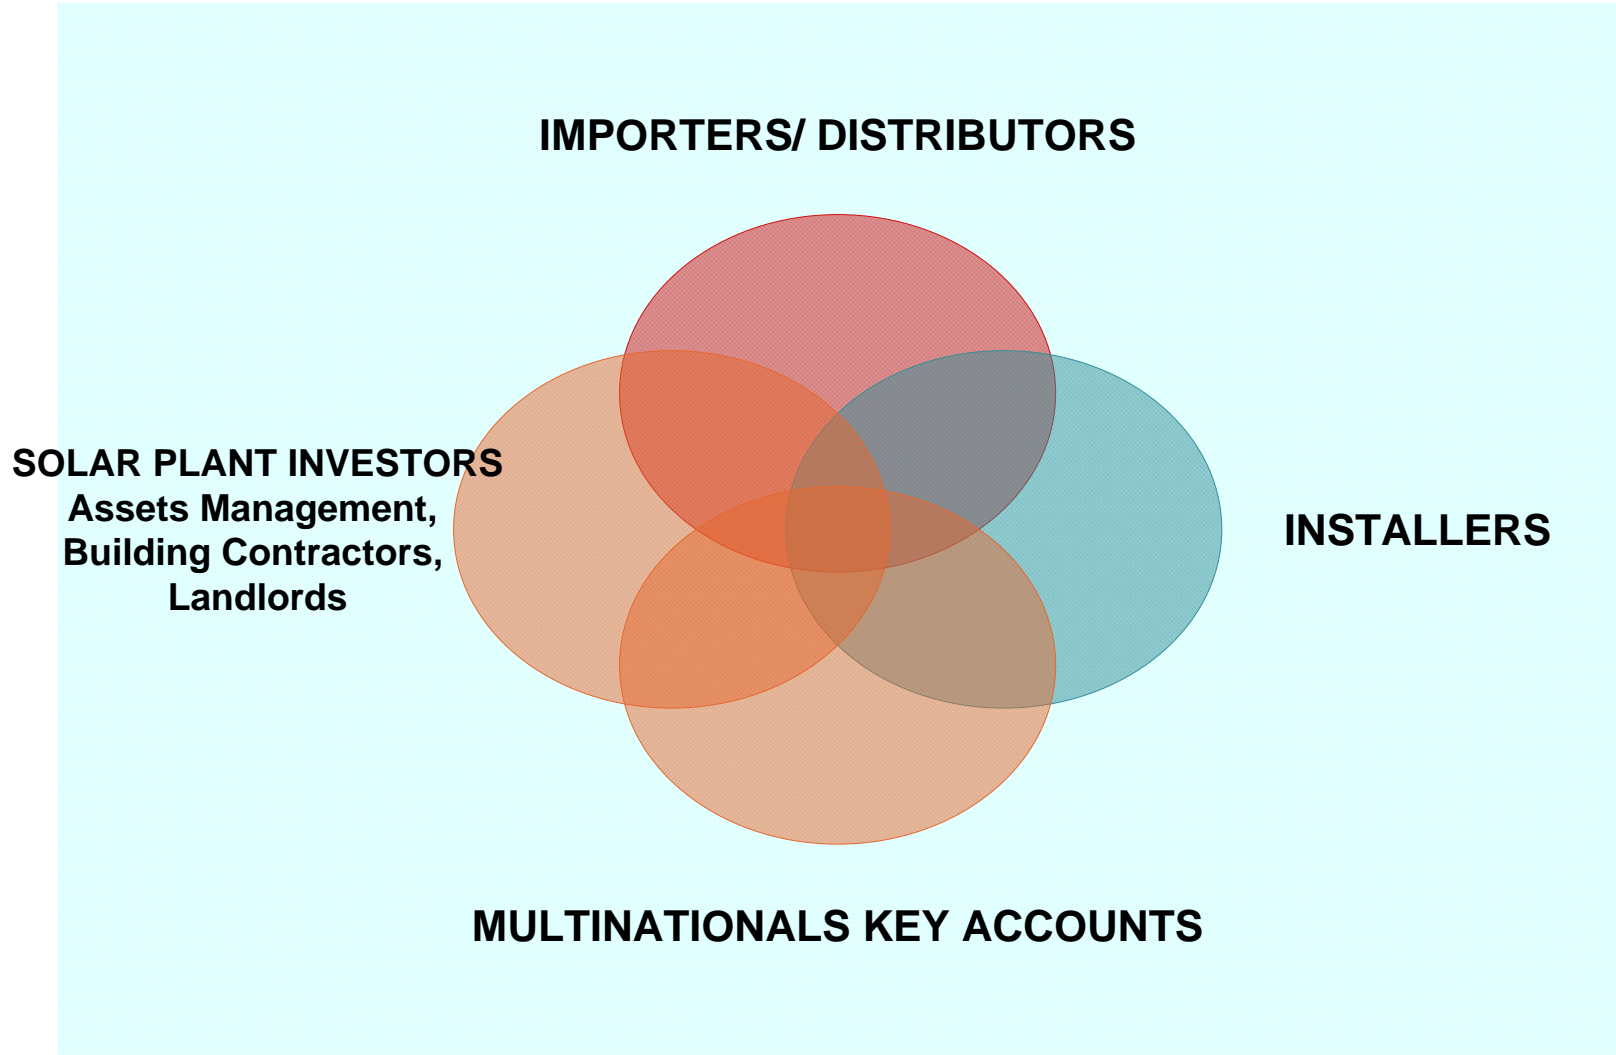 IMPORTERS/ DISTRIBUTORS
SOLAR PLANT INVESTORS
Assets Management,
Building Contractors,
Landlords
INSTALLERS
MULTINATIONALS KEY ACCOUNTS